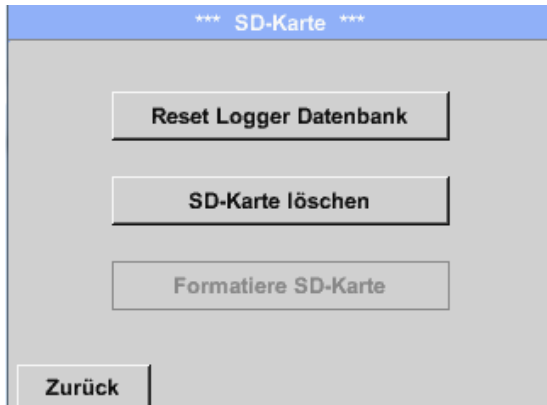 *** SD-Karte ***
Reset Logger Datenbank
SD-Karte löschen
Formatiere SD-Karte
Zurück